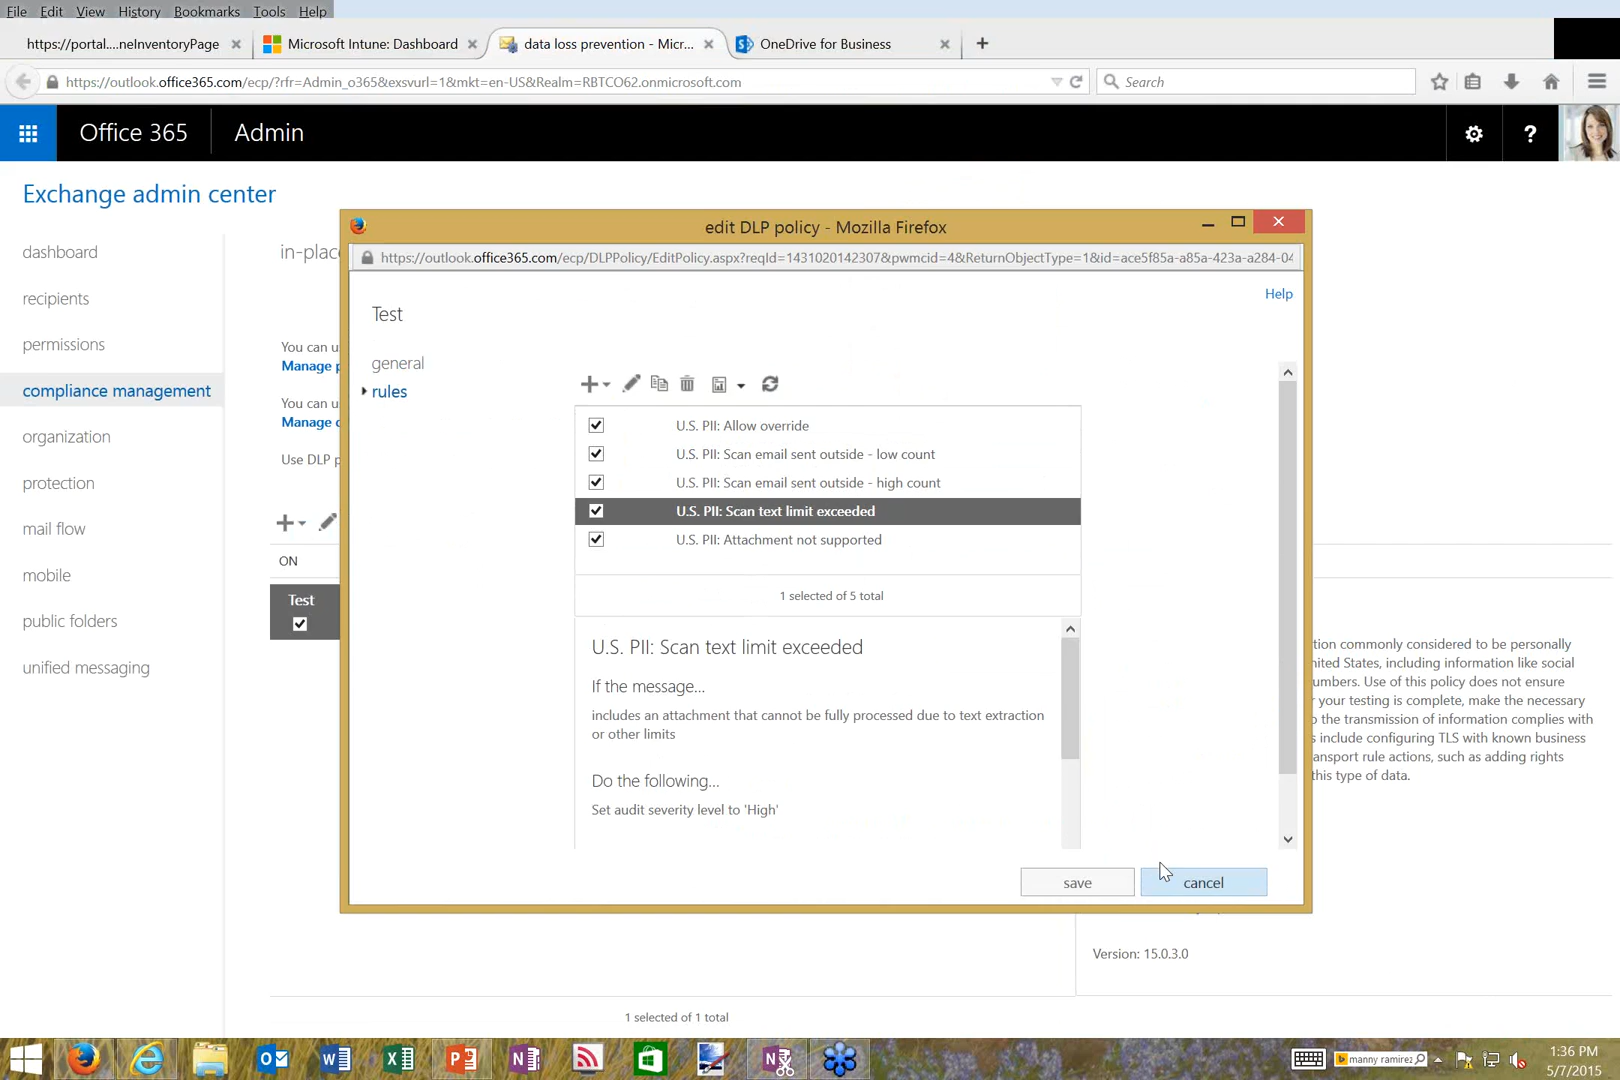 File Edit View History Bookmarks Tools Help
https://portal....neInventoryPage
Microsoft Intune: Dashboard
data loss prevention - Micr...
OneDrive for Business
https://outlook.office365.com/ecp/?rfr=Admin_o365&exsvurl=1&mkt=en-US&Realm=RBTCO62.onmicrosoft.com
Search
Office 365
Admin
Exchange admin center
dashboard
recipients
permissions
compliance management
organization
protection
mail flow
mobile
public folders
unified messaging
in-place
You can u
Manage p
You can u
Manage
Use DLP p
ON
Test
edit DLP policy - Mozilla Firefox
https://outlook.office365.com/ecp/DLPPolicy/EditPolicy.aspx?reqId=1431020142307&pwmcid=4&ReturnObjectType=1&id=ace5f85a-a85a-423a-a284-04
Help
Test
general
rules
U.S. PII: Allow override
U.S. PII: Scan email sent outside - low count
U.S. PII: Scan email sent outside - high count
U.S. PII: Scan text limit exceeded
U.S. PII: Attachment not supported
1 selected of 5 total
U.S. PII: Scan text limit exceeded
If the message...
includes an attachment that cannot be fully processed due to text extraction
or other limits
Do the following...
Set audit severity level to 'High'
save
cancel
tion commonly considered to be personally
nited States, including information like social
umbers. Use of this policy does not ensure
r your testing is complete, make the necessary
o the transmission of information complies with
s include configuring TLS with known business
ansport rule actions, such as adding rights
this type of data.
Version: 15.0.3.0
1 selected of 1 total
manny ramirez
1:36 PM
5/7/2015